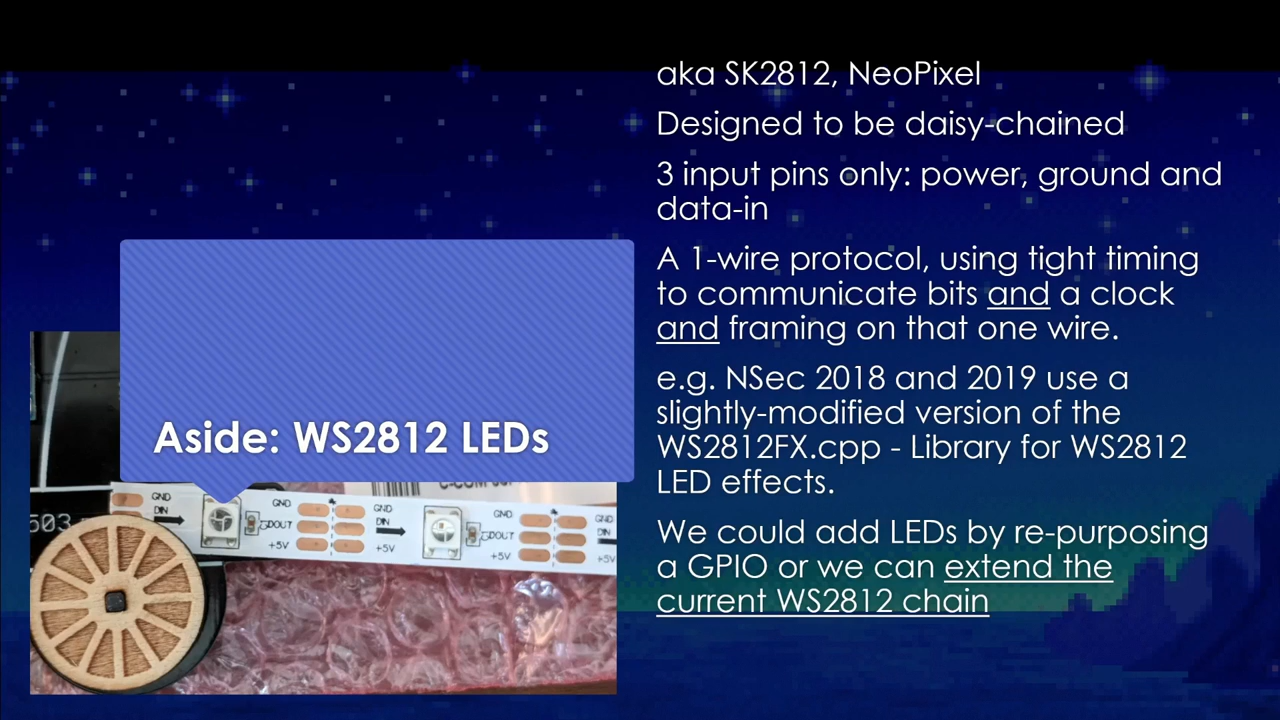 aka SK2812, NeoPixel
Designed to be daisy-chained
3 input pins only: power, ground and
data-in
A 1-wire protocol, using tight timing
to communicate bits and a clock
and framing on that one wire.
e.g. NSec 2018 and 2019 use a
slightly-modified version of the
WS2812FX.cpp - Library for WS2812
LED effects.
We could add LEDs by re-purposing
a GPIO or we can extend the
current WS2812 chain
Aside: WS2812 LEDs
503
GND
DIN
GND
DOUT
+5V
GND
DIN
+5V
GND
DOUT
+5V
GND
DIN
+5V